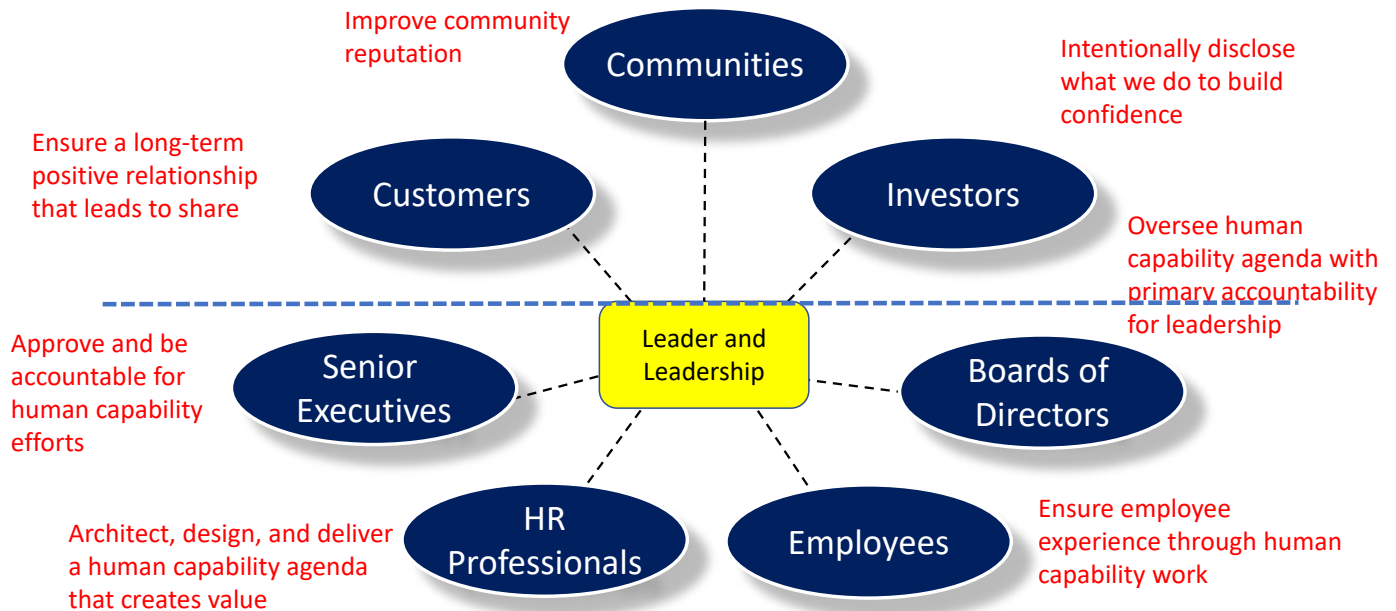 Improve community
reputation
Communities
Intentionally disclose
what we do to build
confidence
Ensure a long-term
positive relationship
that leads to share
Customers
Investors
Oversee human
capability agenda with
primary accountability
for leadership
Approve and be
accountable for
human capability
efforts
Senior
Executives
Leader and
Leadership
Boards of
Directors
Architect, design, and deliver
a human capability agenda
that creates value
HR
Professionals
Employees
Ensure employee
experience through human
capability work